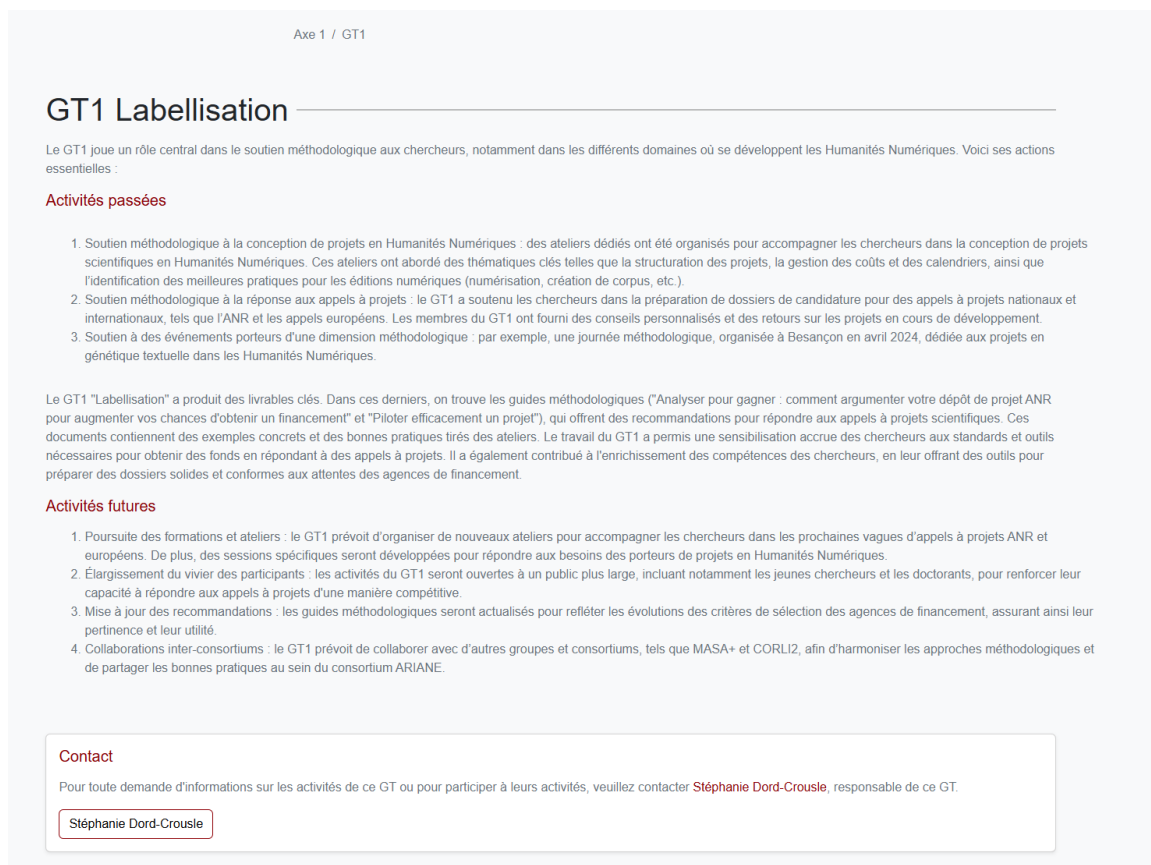 Axe 1 / GT1
GT1 Labellisation
Le GT1 joue un rôle central dans le soutien méthodologique aux chercheurs, notamment dans les différents domaines où se développent les Humanités Numériques. Voici ses actions
essentielles :
Activités passées
1. Soutien méthodologique à la conception de projets en Humanités Numériques : des ateliers dédiés ont été organisés pour accompagner les chercheurs dans la conception de projets
scientifiques en Humanités Numériques. Ces ateliers ont abordé des thématiques clés telles que la structuration des projets, la gestion des coûts et des calendriers, ainsi que
l’identification des meilleures pratiques pour les éditions numériques (numérisation, création de corpus, etc.).
2. Soutien méthodologique à la réponse aux appels à projets : le GT1 a soutenu les chercheurs dans la préparation de dossiers de candidature pour des appels à projets nationaux et
internationaux, tels que l’ANR et les appels européens. Les membres du GT1 ont fourni des conseils personnalisés et des retours sur les projets en cours de développement.
3. Soutien à des événements porteurs d'une dimension méthodologique : par exemple, une journée méthodologique, organisée à Besançon en avril 2024, dédiée aux projets en
génétique textuelle dans les Humanités Numériques.
Le GT1 "Labellisation" a produit des livrables clés. Dans ces derniers, on trouve les guides méthodologiques ("Analyser pour gagner : comment argumenter votre dépôt de projet ANR
pour augmenter vos chances d'obtenir un financement" et "Piloter efficacement un projet"), qui offrent des recommandations pour répondre aux appels à projets scientifiques. Ces
documents contiennent des exemples concrets et des bonnes pratiques tirés des ateliers. Le travail du GT1 a permis une sensibilisation accrue des chercheurs aux standards et outils
nécessaires pour obtenir des fonds en répondant à des appels à projets. Il a également contribué à l'enrichissement des compétences des chercheurs, en leur offrant des outils pour
préparer des dossiers solides et conformes aux attentes des agences de financement.
Activités futures
1. Poursuite des formations et ateliers : le GT1 prévoit d’organiser de nouveaux ateliers pour accompagner les chercheurs dans les prochaines vagues d’appels à projets ANR et
européens. De plus, des sessions spécifiques seront développées pour répondre aux besoins des porteurs de projets en Humanités Numériques.
2. Élargissement du vivier des participants : les activités du GT1 seront ouvertes à un public plus large, incluant notamment les jeunes chercheurs et les doctorants, pour renforcer leur
capacité à répondre aux appels à projets d'une manière compétitive.
3. Mise à jour des recommandations : les guides méthodologiques seront actualisés pour refléter les évolutions des critères de sélection des agences de financement, assurant ainsi leur
pertinence et leur utilité.
4. Collaborations inter-consortiums : le GT1 prévoit de collaborer avec d’autres groupes et consortiums, tels que MASA+ et CORLI2, afin d’harmoniser les approches méthodologiques et
de partager les bonnes pratiques au sein du consortium ARIANE.
Contact
Pour toute demande d'informations sur les activités de ce GT ou pour participer à leurs activités, veuillez contacter Stéphanie Dord-Crousle, responsable de ce GT.
Stéphanie Dord-Crousle